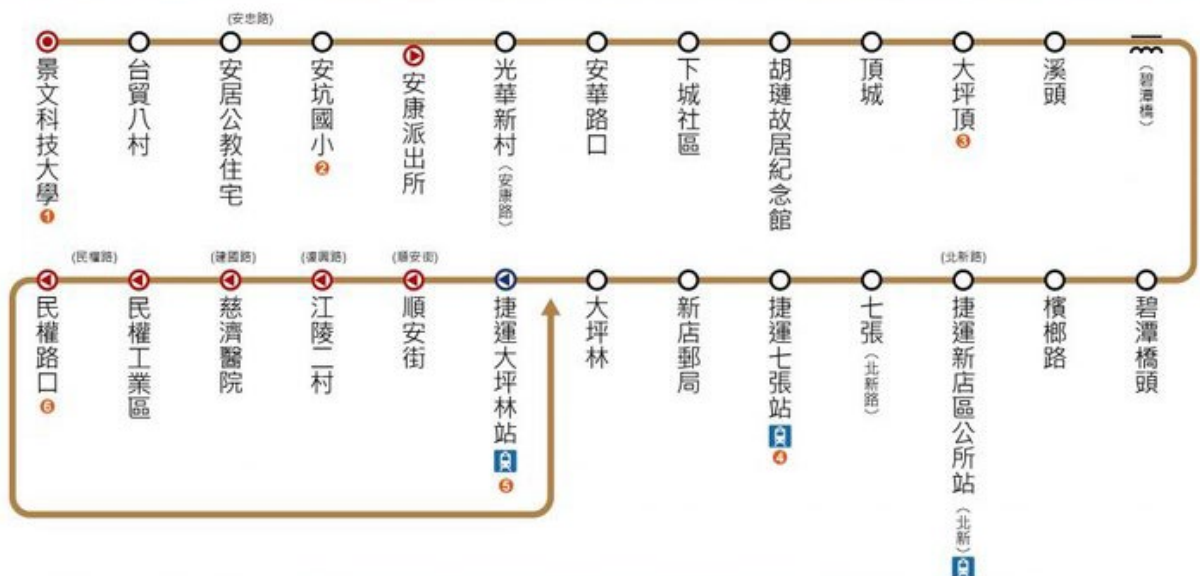 (安忠路)
景文科技大學 1
台貿八村
安居公教住宅
安坑國小 2
安康派出所
光華新村(安康路)
安華路口
下城社區
胡璉故居紀念館
頂城
大坪頂 3
溪頭
(碧潭橋)
(民權路)
(建國路)
(復興路)
(順安街)
(北新路)
民權路口 6
民權工業區
慈濟醫院
江陵二村
順安街
捷運大坪林站 5
大坪林
新店郵局
捷運七張站 4
七張(北新路)
捷運新店區公所站(北新)
檳榔路
碧潭橋頭